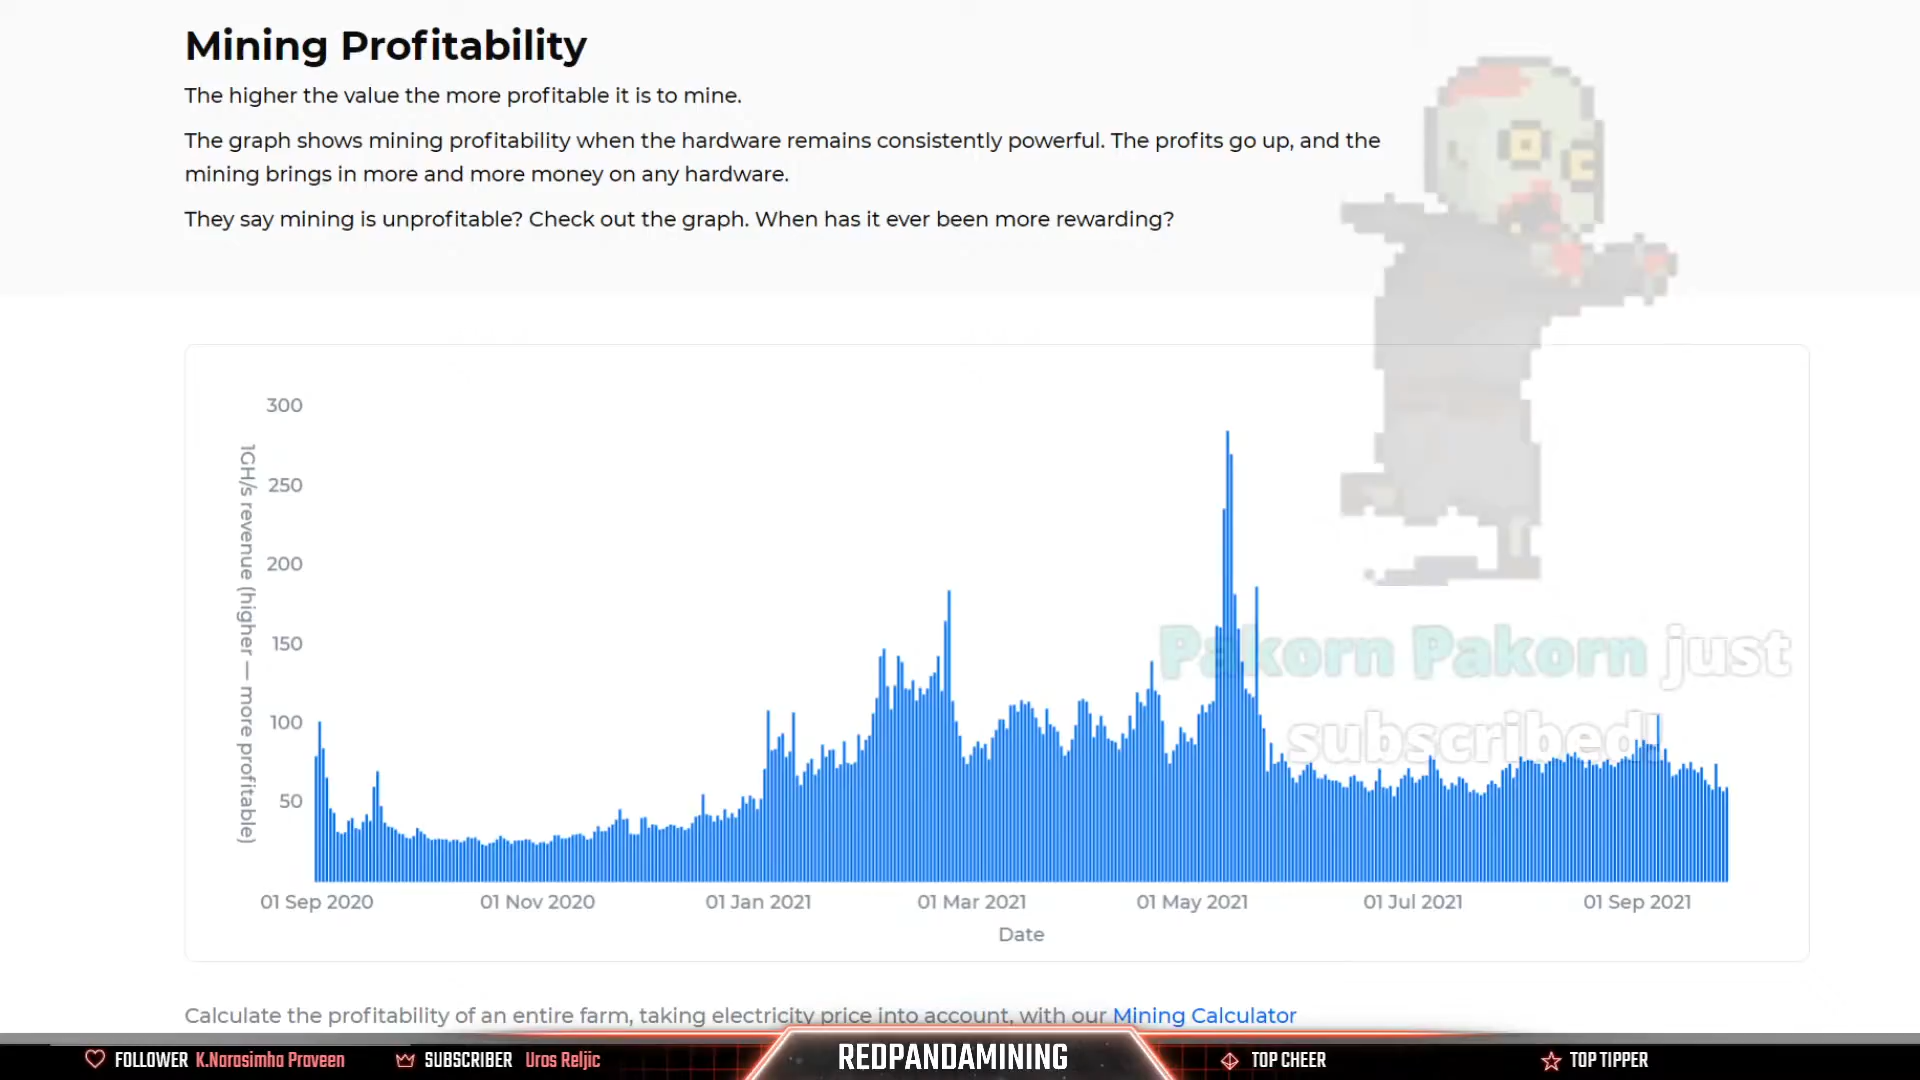 Mining Profitability
The higher the value the more profitable it is to mine.
The graph shows mining profitability when the hardware remains consistently powerful. The profits go up, and the
mining brings in more and more money on any hardware.
They say mining is unprofitable? Check out the graph. When has it ever been more rewarding?
300
250
200
150
100
50
1GH/s revenue (higher — more profitable)
Pakorn Pakorn just
subscribed!
01 Sep 2020
01 Nov 2020
01 Jan 2021
01 Mar 2021
01 May 2021
01 Jul 2021
01 Sep 2021
Date
Calculate the profitability of an entire farm, taking electricity price into account, with our Mining Calculator
FOLLOWER K.Narasimha Praveen
SUBSCRIBER Uros Reljic
REDPANDAMINING
TOP CHEER
TOP TIPPER